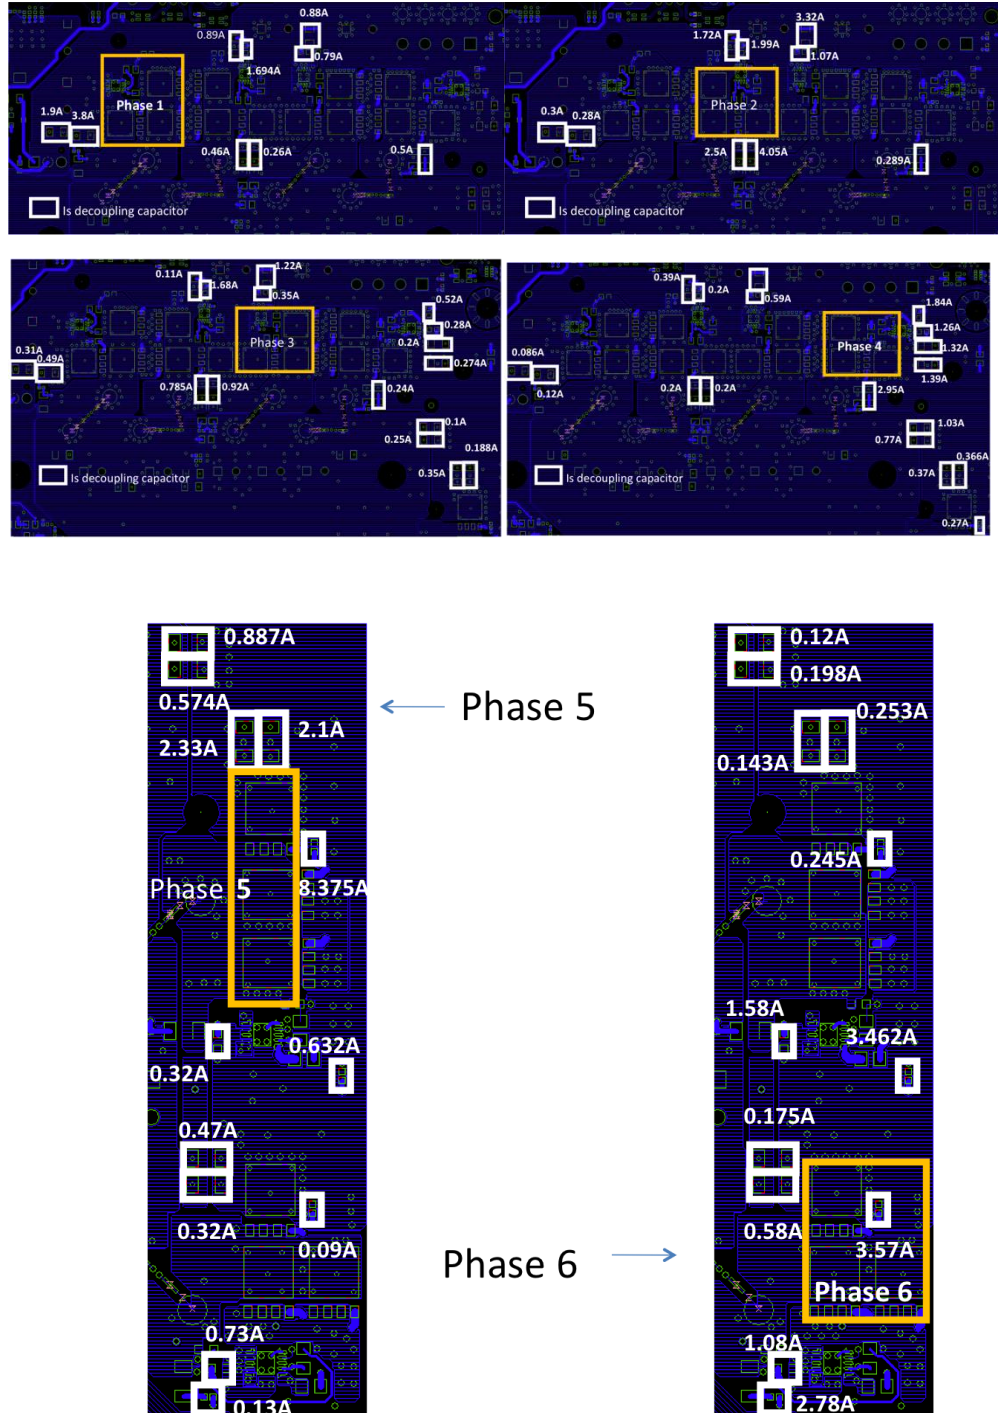 0.88A
0.89A
0.79A
1.694A
Phase 1
1.9A
3.8A
0.46A
0.26A
0.5A
Is decoupling capacitor
3.32A
1.72A
1.99A
1.07A
Phase 2
0.3A
0.28A
2.5A
4.05A
0.289A
Is decoupling capacitor
1.22A
0.11A
1.68A
0.35A
0.52A
0.28A
Phase 3
0.2A
0.31A
0.49A
0.274A
0.785A
0.92A
0.24A
0.1A
0.25A
0.188A
0.35A
Is decoupling capacitor
0.39A
0.2A
0.59A
1.84A
1.26A
Phase 4
1.32A
0.086A
0.12A
1.39A
0.2A
0.2A
2.95A
1.03A
0.77A
0.366A
0.37A
Is decoupling capacitor
0.27A
0.887A
0.574A
2.1A
2.33A
Phase 5
Phase 5
8.375A
0.632A
0.32A
0.47A
0.32A
0.09A
0.73A
0.13A
0.12A
0.198A
0.253A
0.143A
0.245A
1.58A
3.462A
0.175A
0.58A
3.57A
Phase 6
Phase 6
1.08A
2.78A